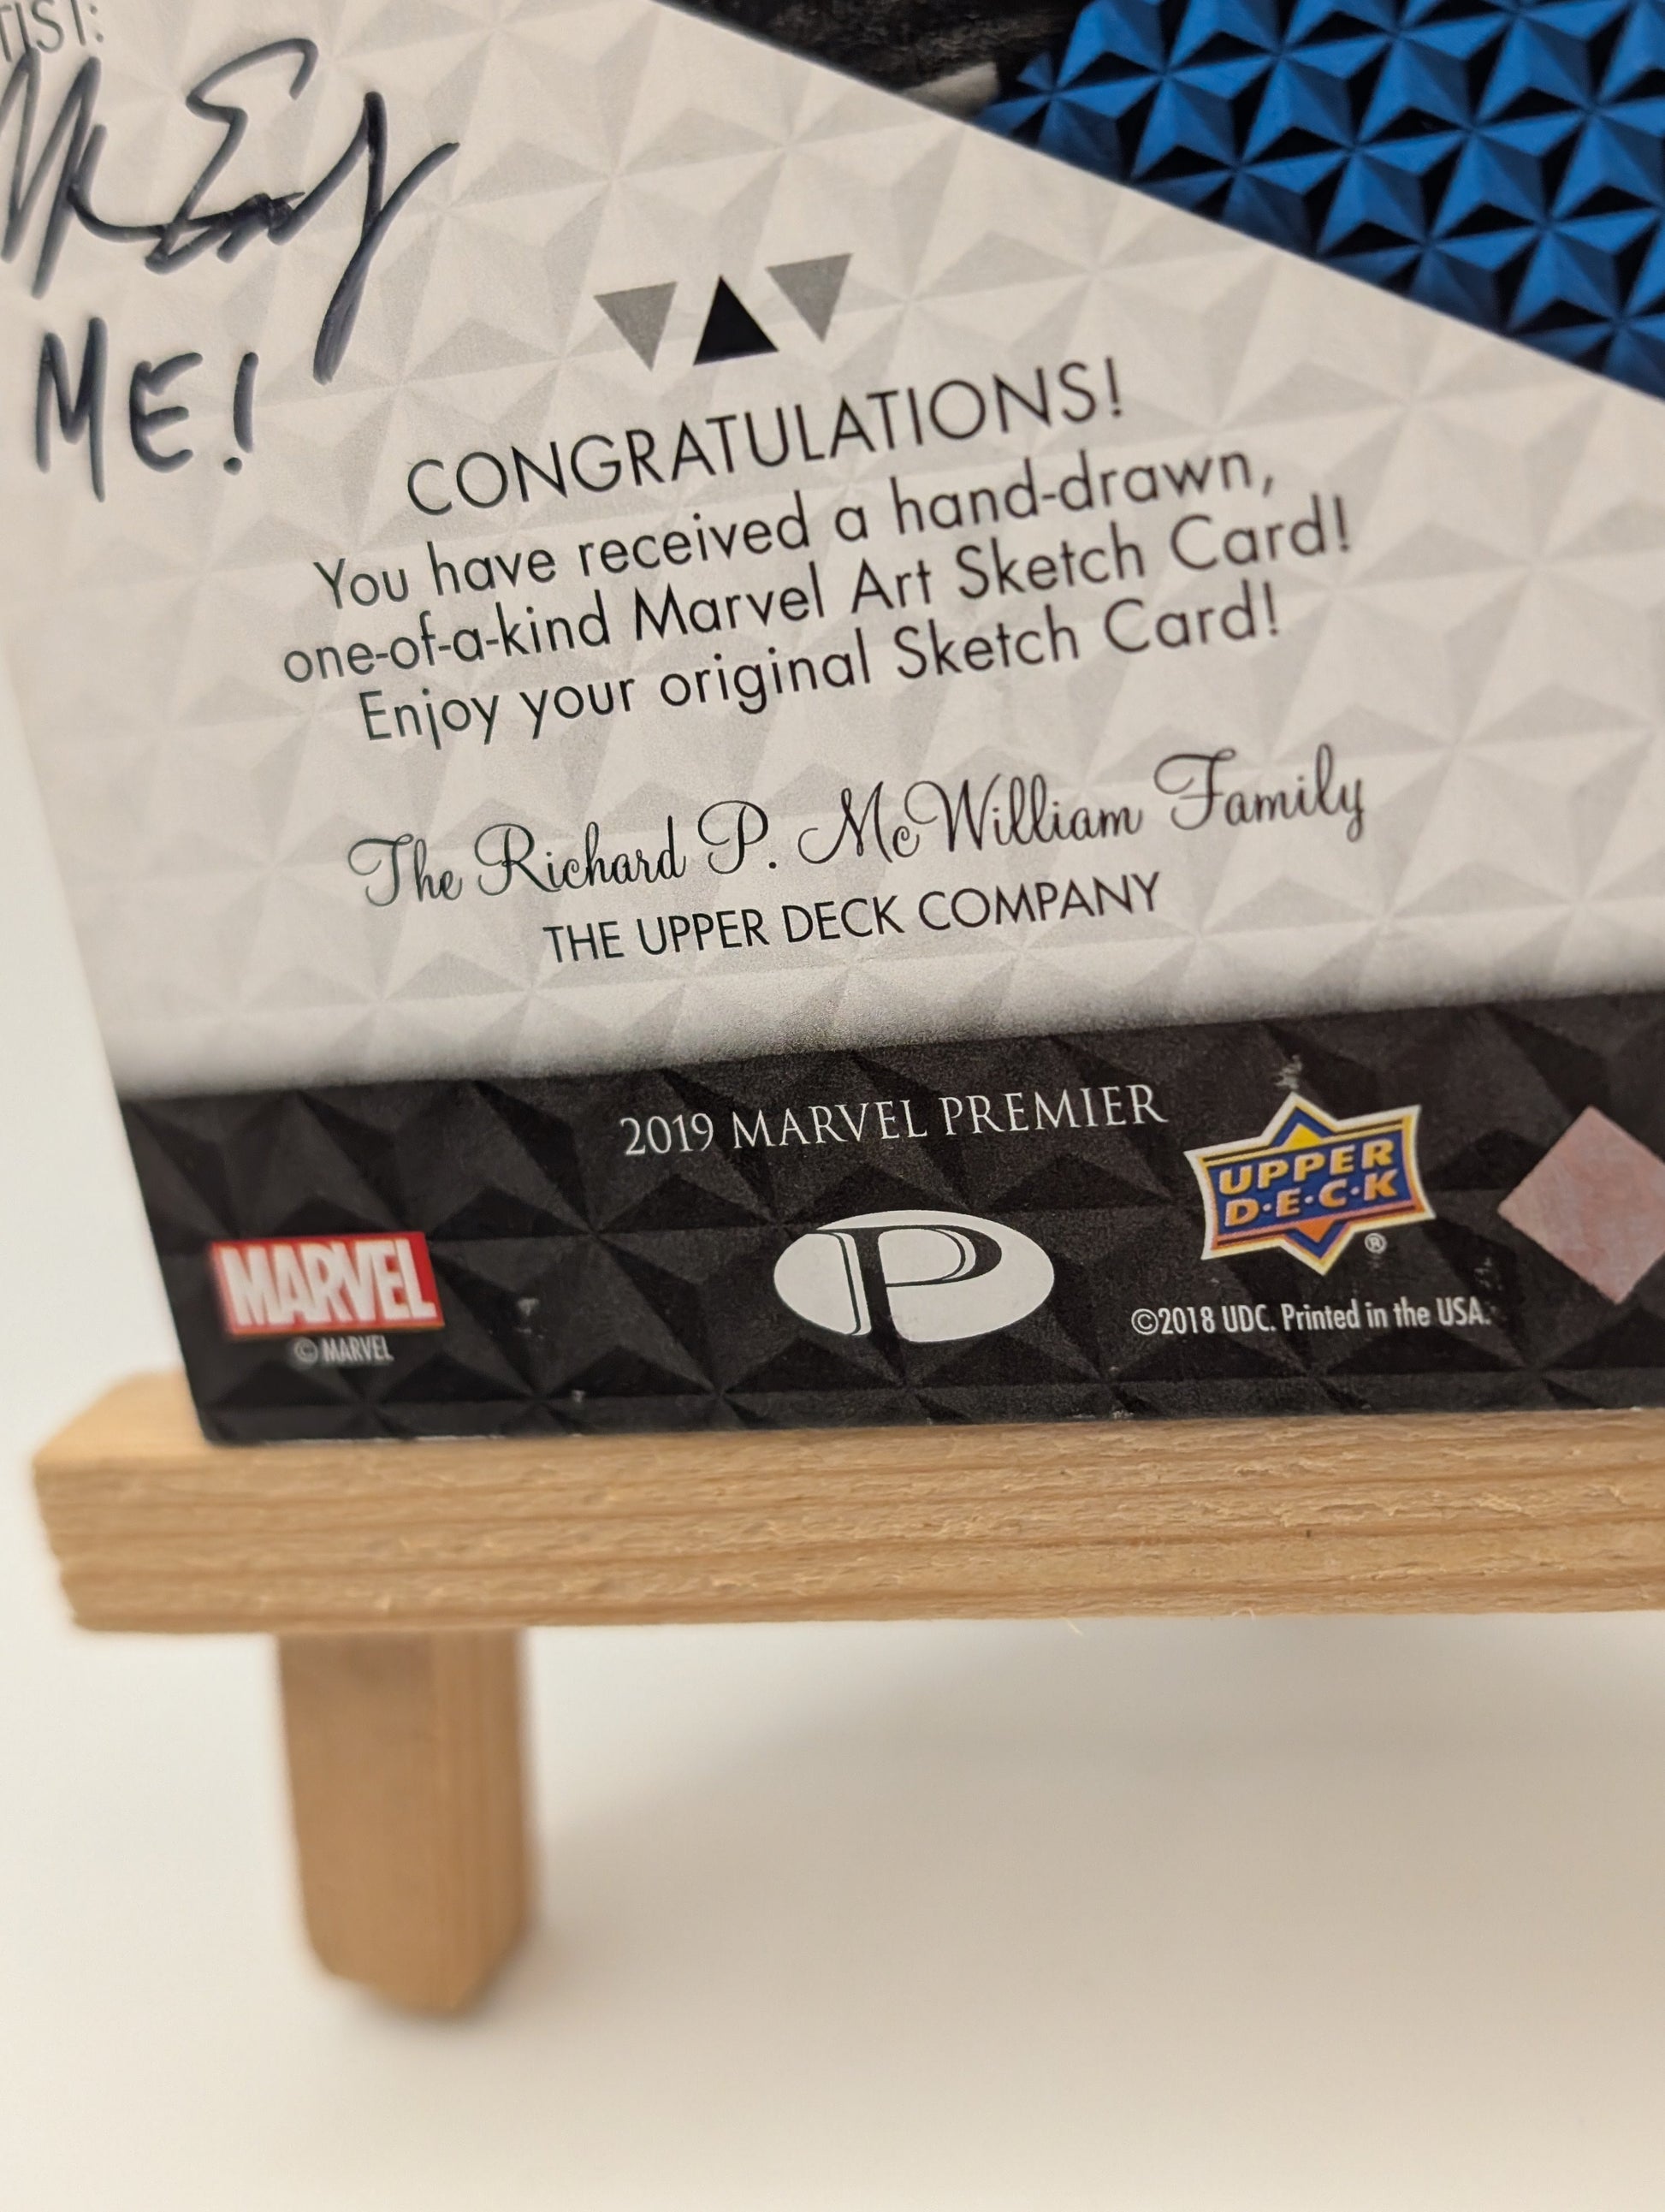 ME!
CONGRATULATIONS!
You have received a hand-drawn,
one-of-a-kind Marvel Art Sketch Card!
Enjoy your original Sketch Card!
The Richard P. McWilliam Family
THE UPPER DECK COMPANY
2019 MARVEL PREMIER
MARVEL
© MARVEL
P
UPPER
D·E·C·K
®
©2018 UDC. Printed in the USA.